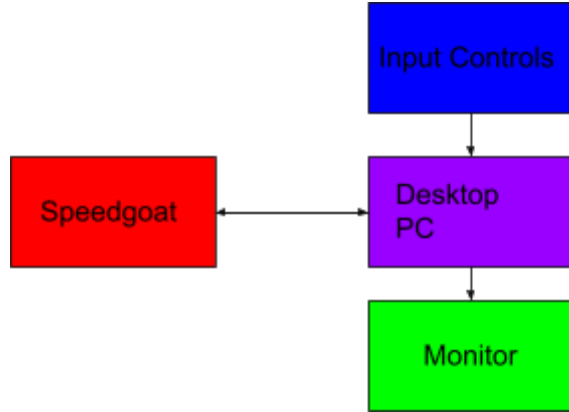 Input Controls
Speedgoat
Desktop
PC
Monitor